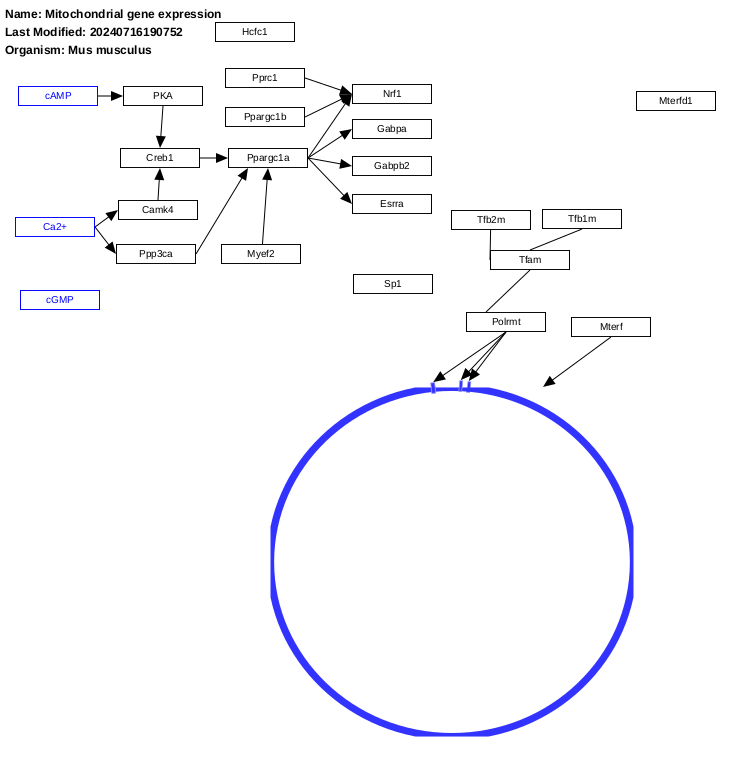 Name: Mitochondrial gene expression
Last Modified: 20240716190752
Organism: Mus musculus
Hcfc1
Pprc1
cAMP
PKA
Nrf1
Mterfd1
Ppargc1b
Gabpa
Creb1
Ppargc1a
Gabpb2
Camk4
Esrra
Ca2+
Tfb2m
Tfb1m
Ppp3ca
Myef2
Tfam
Sp1
cGMP
Polrmt
Mterf